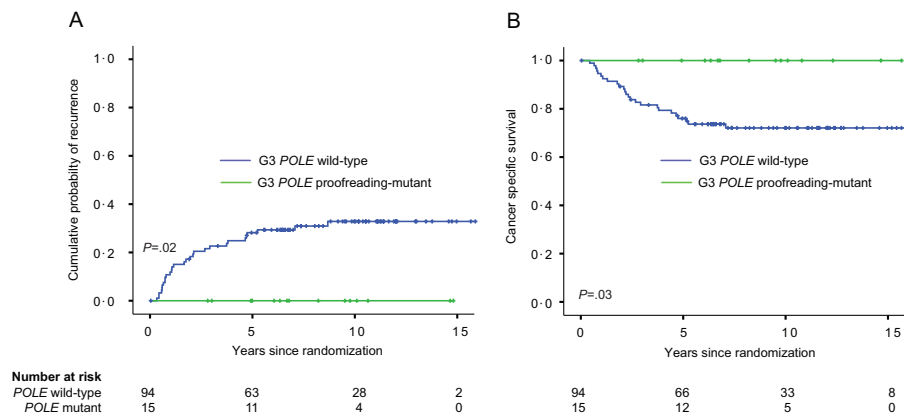 A
Cumulative probability of recurrence
1·0
0·8
0·6
0·4
0·2
0·0
G3 POLE wild-type
G3 POLE proofreading-mutant
P=.02
0 5 10 15
Years since randomization
B
Cancer specific survival
1·0
0·8
0·6
0·4
0·2
0·0
G3 POLE wild-type
G3 POLE proofreading-mutant
P=.03
0 5 10 15
Years since randomization
Number at risk
POLE wild-type 94 63 28 2 94 66 33 8
POLE mutant 15 11 4 0 15 12 5 0